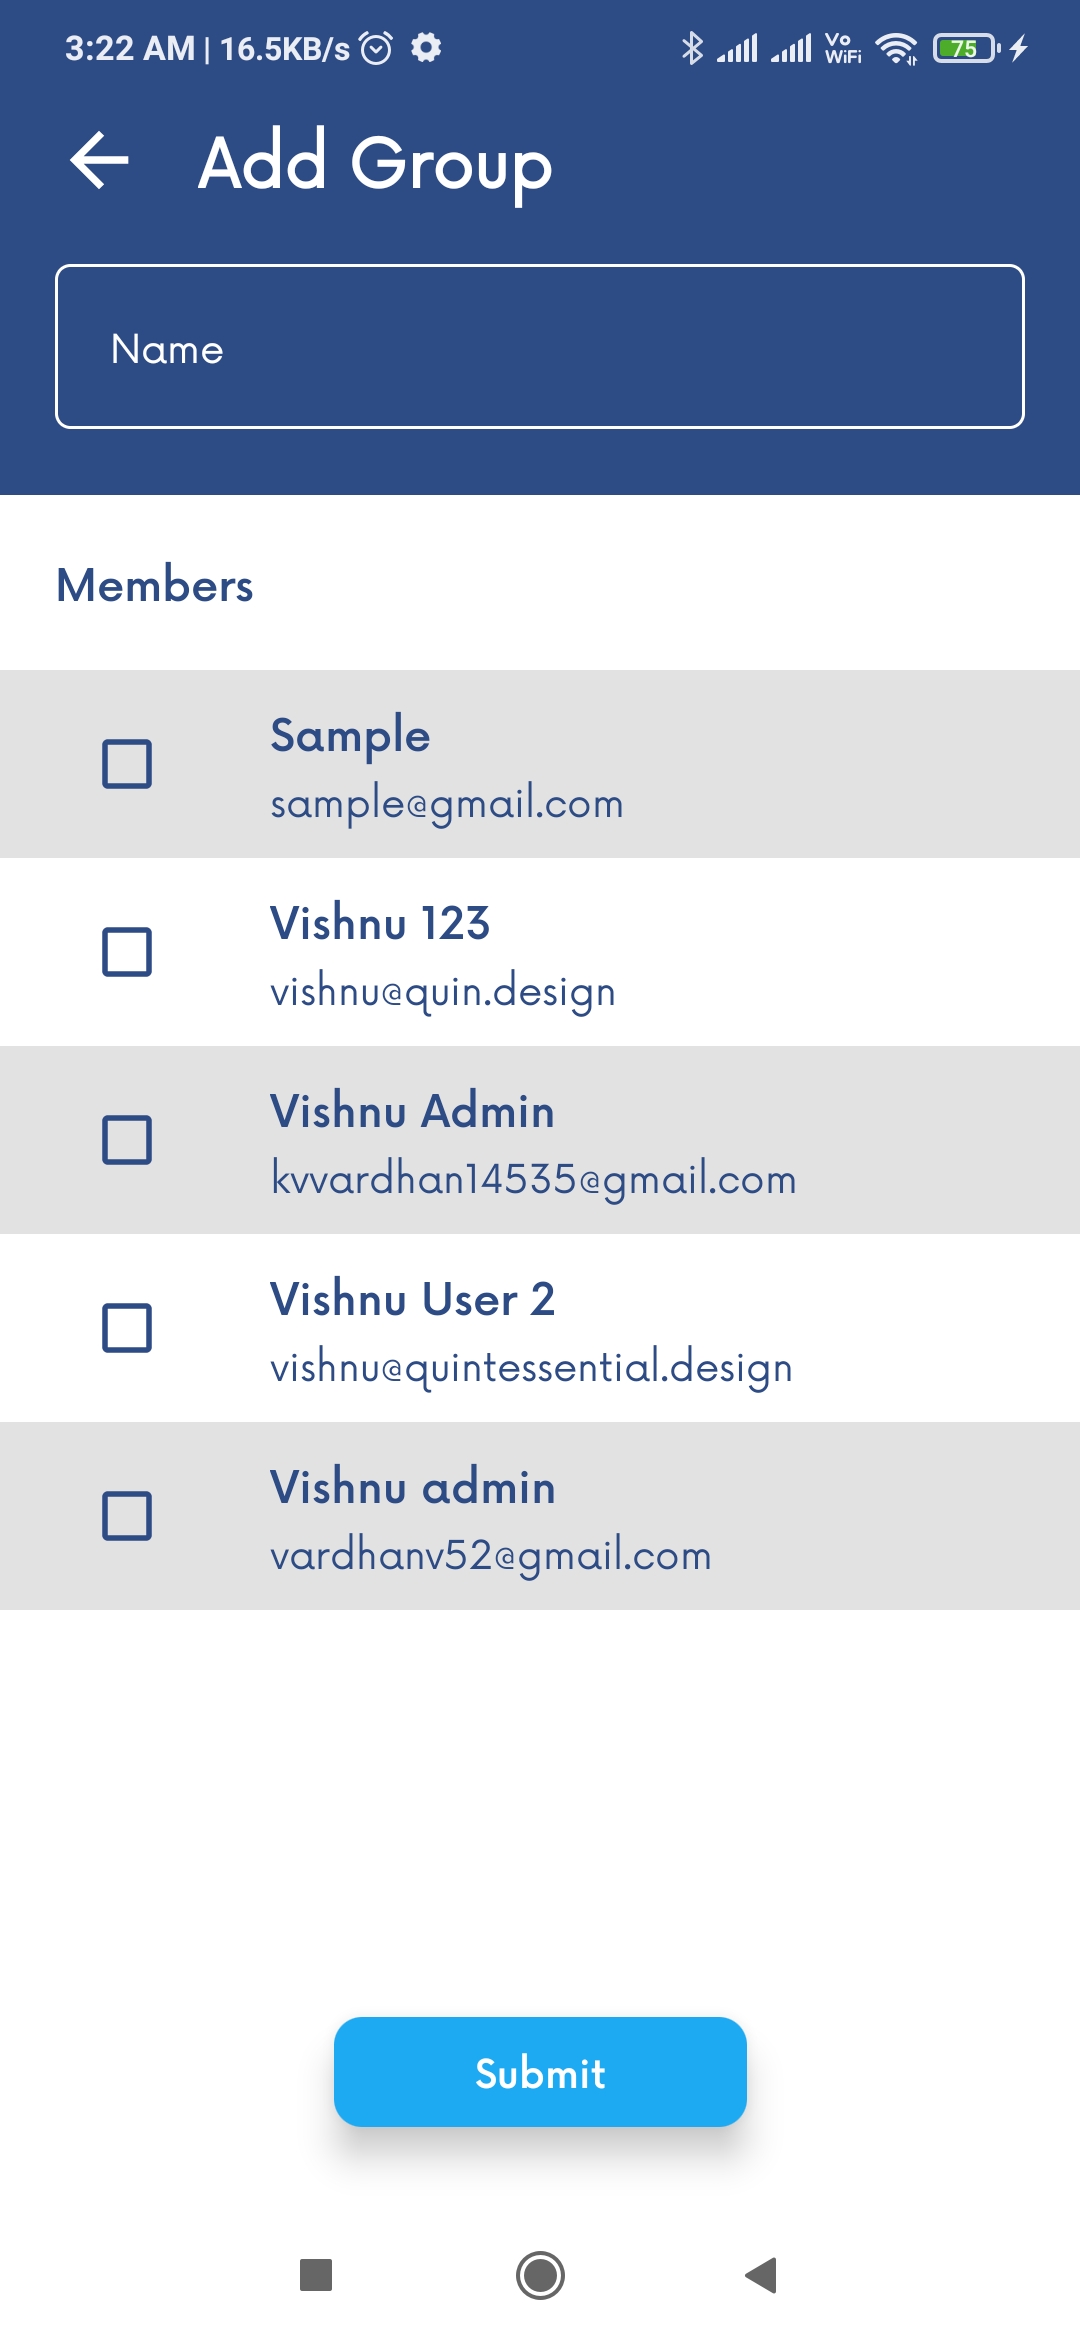 3:22 AM | 16.5KB/s Vo WiFi 75
Add Group
Name
Members
Sample
sample@gmail.com
Vishnu 123
vishnu@quin.design
Vishnu Admin
kvvardhan14535@gmail.com
Vishnu User 2
vishnu@quintessential.design
Vishnu admin
vardhanv52@gmail.com
Submit